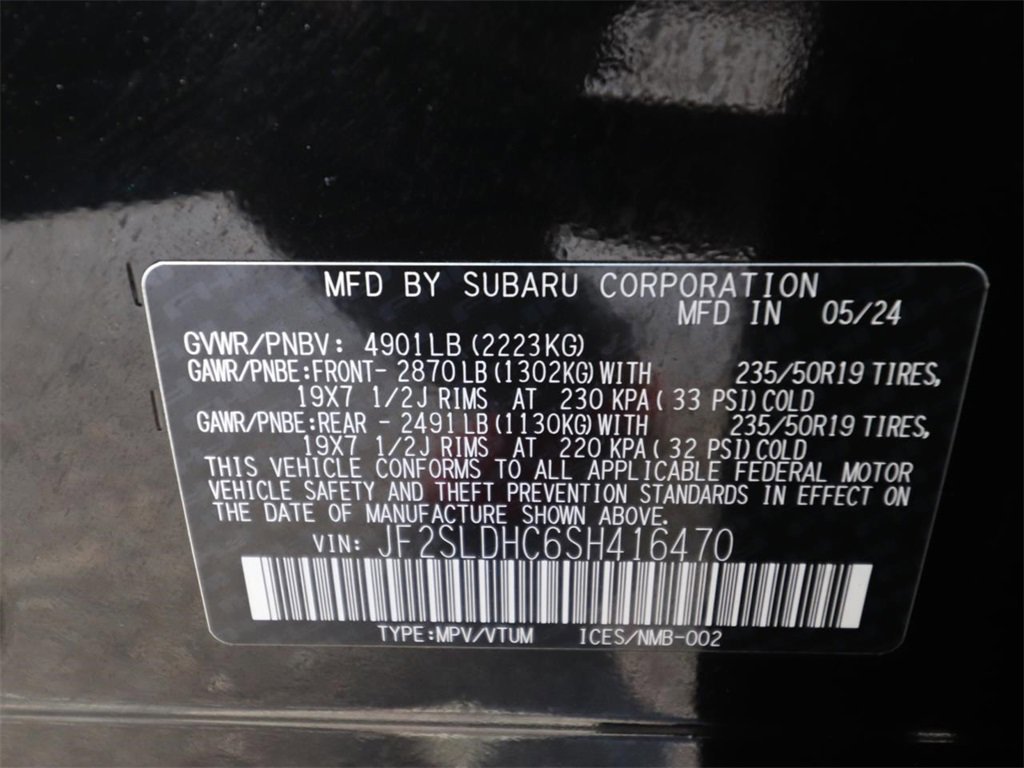 MFD BY SUBARU CORPORATION
MFD IN 05/24
GVWR/PNBV: 4901LB (2223KG)
GAWR/PNBE:FRONT- 2870LB (1302KG) WITH 235/50R19 TIRES,
19X7 1/2J RIMS AT 230 KPA( 33 PSI) COLD
GAWR/PNBE:REAR - 2491LB (1130KG) WITH 235/50R19 TIRES,
19X7 1/2J RIMS AT 220 KPA( 32 PSI) COLD
THIS VEHICLE CONFORMS TO ALL APPLICABLE FEDERAL MOTOR
VEHICLE SAFETY AND THEFT PREVENTION STANDARDS IN EFFECT ON
THE DATE OF MANUFACTURE SHOWN ABOVE.
VIN: JF2SLDHC6SH416470
TYPE:MPV/VTUM ICES/NMB-002